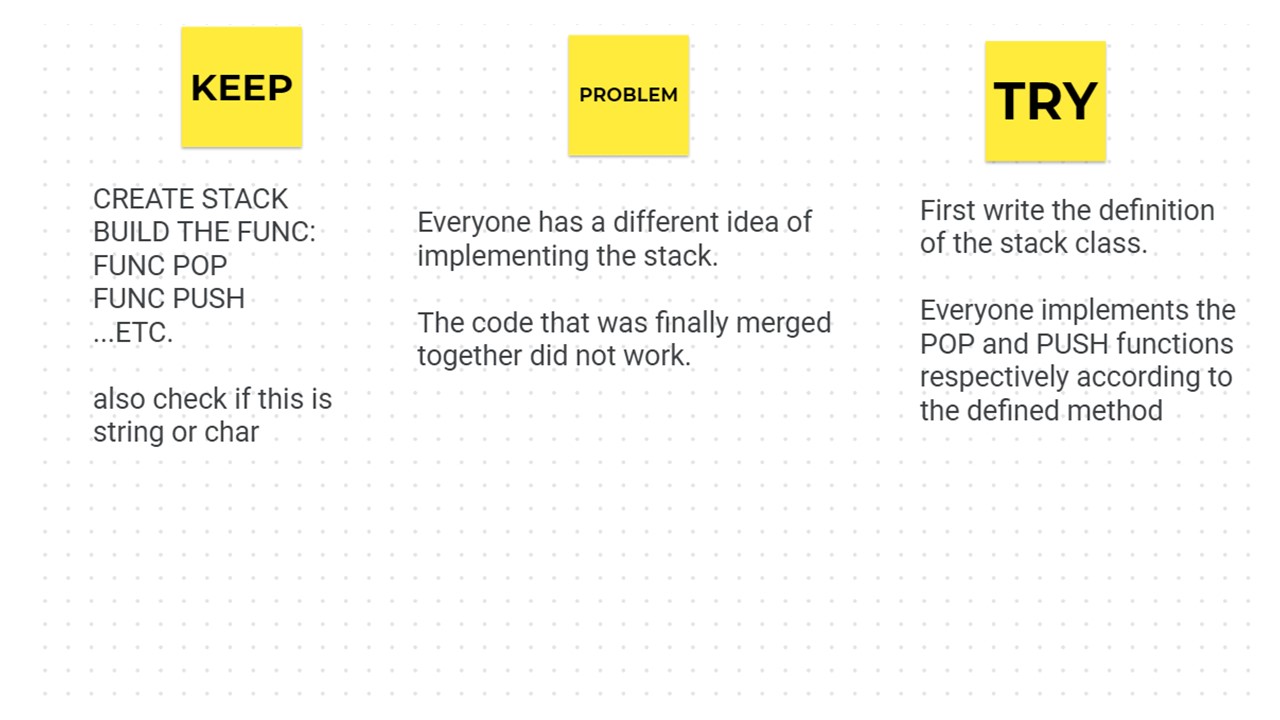 KEEP
PROBLEM
TRY
CREATE STACK
BUILD THE FUNC:
FUNC POP
FUNC PUSH
...ETC.
also check if this is
string or char
Everyone has a different idea of
implementing the stack.
The code that was finally merged
together did not work.
First write the definition
of the stack class.
Everyone implements the
POP and PUSH functions
respectively according to
the defined method